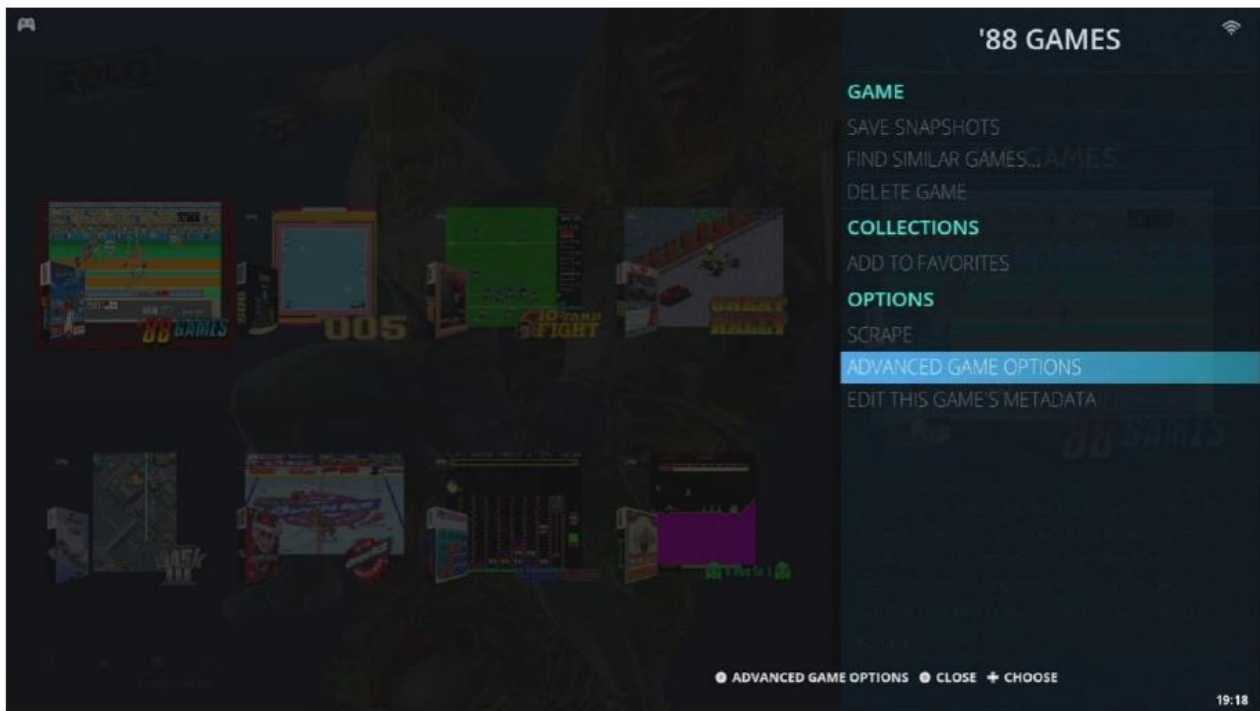 '88 GAMES
GAME
SAVE SNAPSHOTS
FIND SIMILAR GAMES...
DELETE GAME
COLLECTIONS
ADD TO FAVORITES
OPTIONS
SCRAPE
ADVANCED GAME OPTIONS
EDIT THIS GAME'S METADATA
'88 GAMES
005
10-YARD
FIGHT
GREAT
RALLY
'88 GAMES
ADVANCED GAME OPTIONS CLOSE CHOOSE
19:18